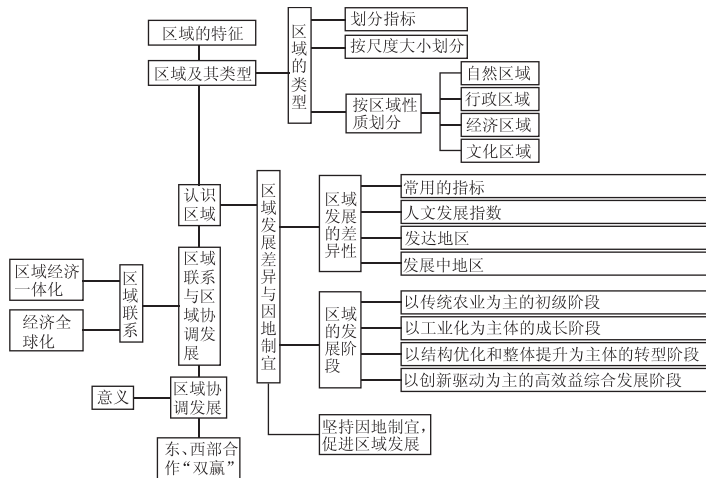 区域的特征
区域及其类型
区域的类型
划分指标
按尺度大小划分
按区域性
质划分
自然区域
行政区域
经济区域
文化区域
认识
区域
区域发展差异与因地制宜
区域
发展
的差
异性
常用的指标
人文发展指数
发达地区
发展中地区
区域
的发
展阶
段
以传统农业为主的初级阶段
以工业化为主体的成长阶段
以结构优化和整体提升为主体的转型阶段
以创新驱动为主的高效益综合发展阶段
坚持因地制宜，
促进区域发展
区域
联系
与区
域协
调发
展
区域联系
区域经济
一体化
经济全
球化
区域协
调发展
意义
东、西部合
作“双赢”